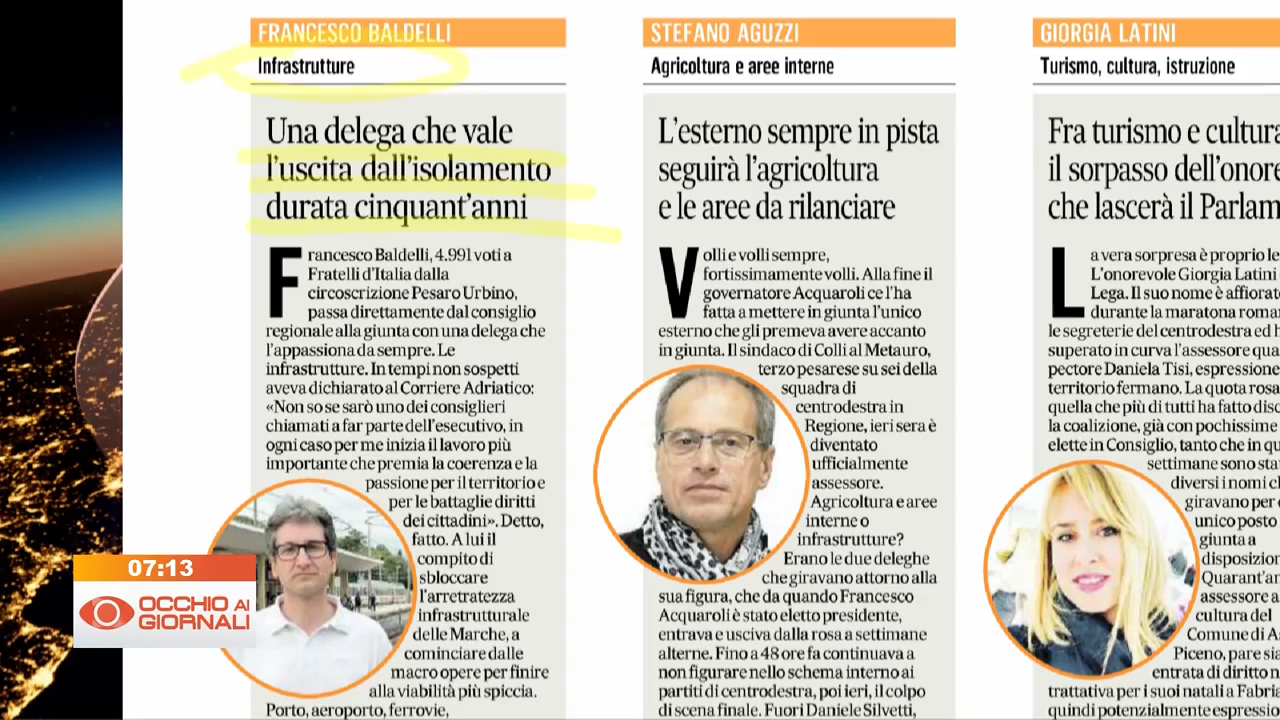 FRANCESCO BALDELLI
Infrastrutture
Una delega che vale
l'uscita dall'isolamento
durata cinquant'anni
Francesco Baldelli, 4.991 voti a
Fratelli d'Italia dalla
circoscrizione Pesaro Urbino,
passa direttamente dal consiglio
regionale alla giunta con una delega che
l'appassiona da sempre. Le
infrastrutture. In tempi non sospetti
aveva dichiarato al Corriere Adriatico:
«Non so se sarò uno dei consiglieri
chiamati a far parte dell'esecutivo, in
ogni caso per me inizia il lavoro più
importante che premia la coerenza e la
passione per il territorio e
per le battaglie diritti
dei cittadini». Detto,
fatto. A lui il
compito di
sbloccare
l'arretratezza
infrastrutturale
delle Marche, a
cominciare dalle
macro opere per finire
alla viabilità più spiccia.
Porto, aeroporto, ferrovie,
STEFANO AGUZZI
Agricoltura e aree interne
L'esterno sempre in pista
seguirà l'agricoltura
e le aree da rilanciare
Volli e volli sempre,
fortissimamente volli. Alla fine il
governatore Acquaroli ce l'ha
fatta a mettere in giunta l'unico
esterno che gli premeva avere accanto
in giunta. Il sindaco di Colli al Metauro,
terzo pesarese su sei della
squadra di
centrodestra in
Regione, ieri sera è
diventato
ufficialmente
assessore.
Agricoltura e aree
interne o
infrastrutture?
Erano le due deleghe
che giravano attorno alla
sua figura, che da quando Francesco
Acquaroli è stato eletto presidente,
entrava e usciva dalla rosa a settimane
alterne. Fino a 48 ore fa continuava a
non figurare nello schema interno ai
partiti di centrodestra, poi ieri, il colpo
di scena finale. Fuori Daniele Silvetti,
GIORGIA LATINI
Turismo, cultura, istruzione
Fra turismo e cultura
il sorpasso dell'onore
che lascerà il Parlam
La vera sorpresa è proprio le
L'onorevole Giorgia Latini
Lega. Il suo nome è affiorat
durante la maratona roma
le segreterie del centrodestra ed h
superato in curva l'assessore qua
pectore Daniela Tisi, espressione
territorio fermano. La quota rosa
quella che più di tutti ha fatto disc
la coalizione, già con pochissime
elette in Consiglio, tanto che in qu
settimane sono sta
diversi i nomi c
giravano per
unico posto
giunta a
disposizion
Quarant'an
assessore a
cultura del
Comune di A
Piceno, pare sia
entrata di diritto n
trattativa per i suoi natali a Fabria
quindi potenzialmente espressio
07:13
OCCHIO AI
GIORNALI